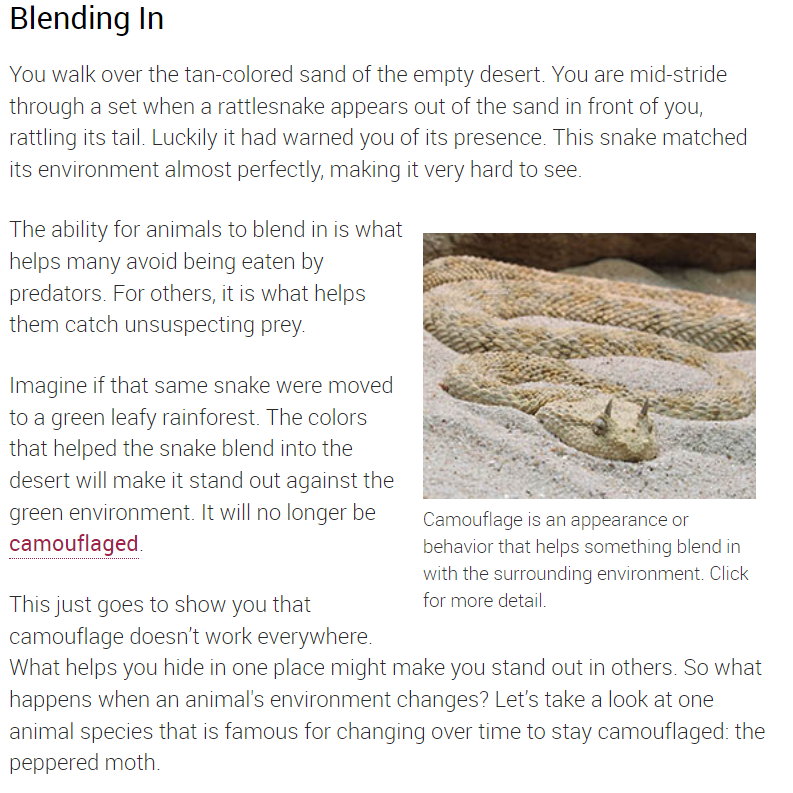 Blending In
You walk over the tan-colored sand of the empty desert. You are mid-stride
through a set when a rattlesnake appears out of the sand in front of you,
rattling its tail. Luckily it had warned you of its presence. This snake matched
its environment almost perfectly, making it very hard to see.
The ability for animals to blend in is what
helps many avoid being eaten by
predators. For others, it is what helps
them catch unsuspecting prey.
Imagine if that same snake were moved
to a green leafy rainforest. The colors
that helped the snake blend into the
desert will make it stand out against the
green environment. It will no longer be
camouflaged.
Camouflage is an appearance or
behavior that helps something blend in
with the surrounding environment. Click
for more detail.
This just goes to show you that
camouflage doesn't work everywhere.
What helps you hide in one place might make you stand out in others. So what
happens when an animal's environment changes? Let's take a look at one
animal species that is famous for changing over time to stay camouflaged: the
peppered moth.